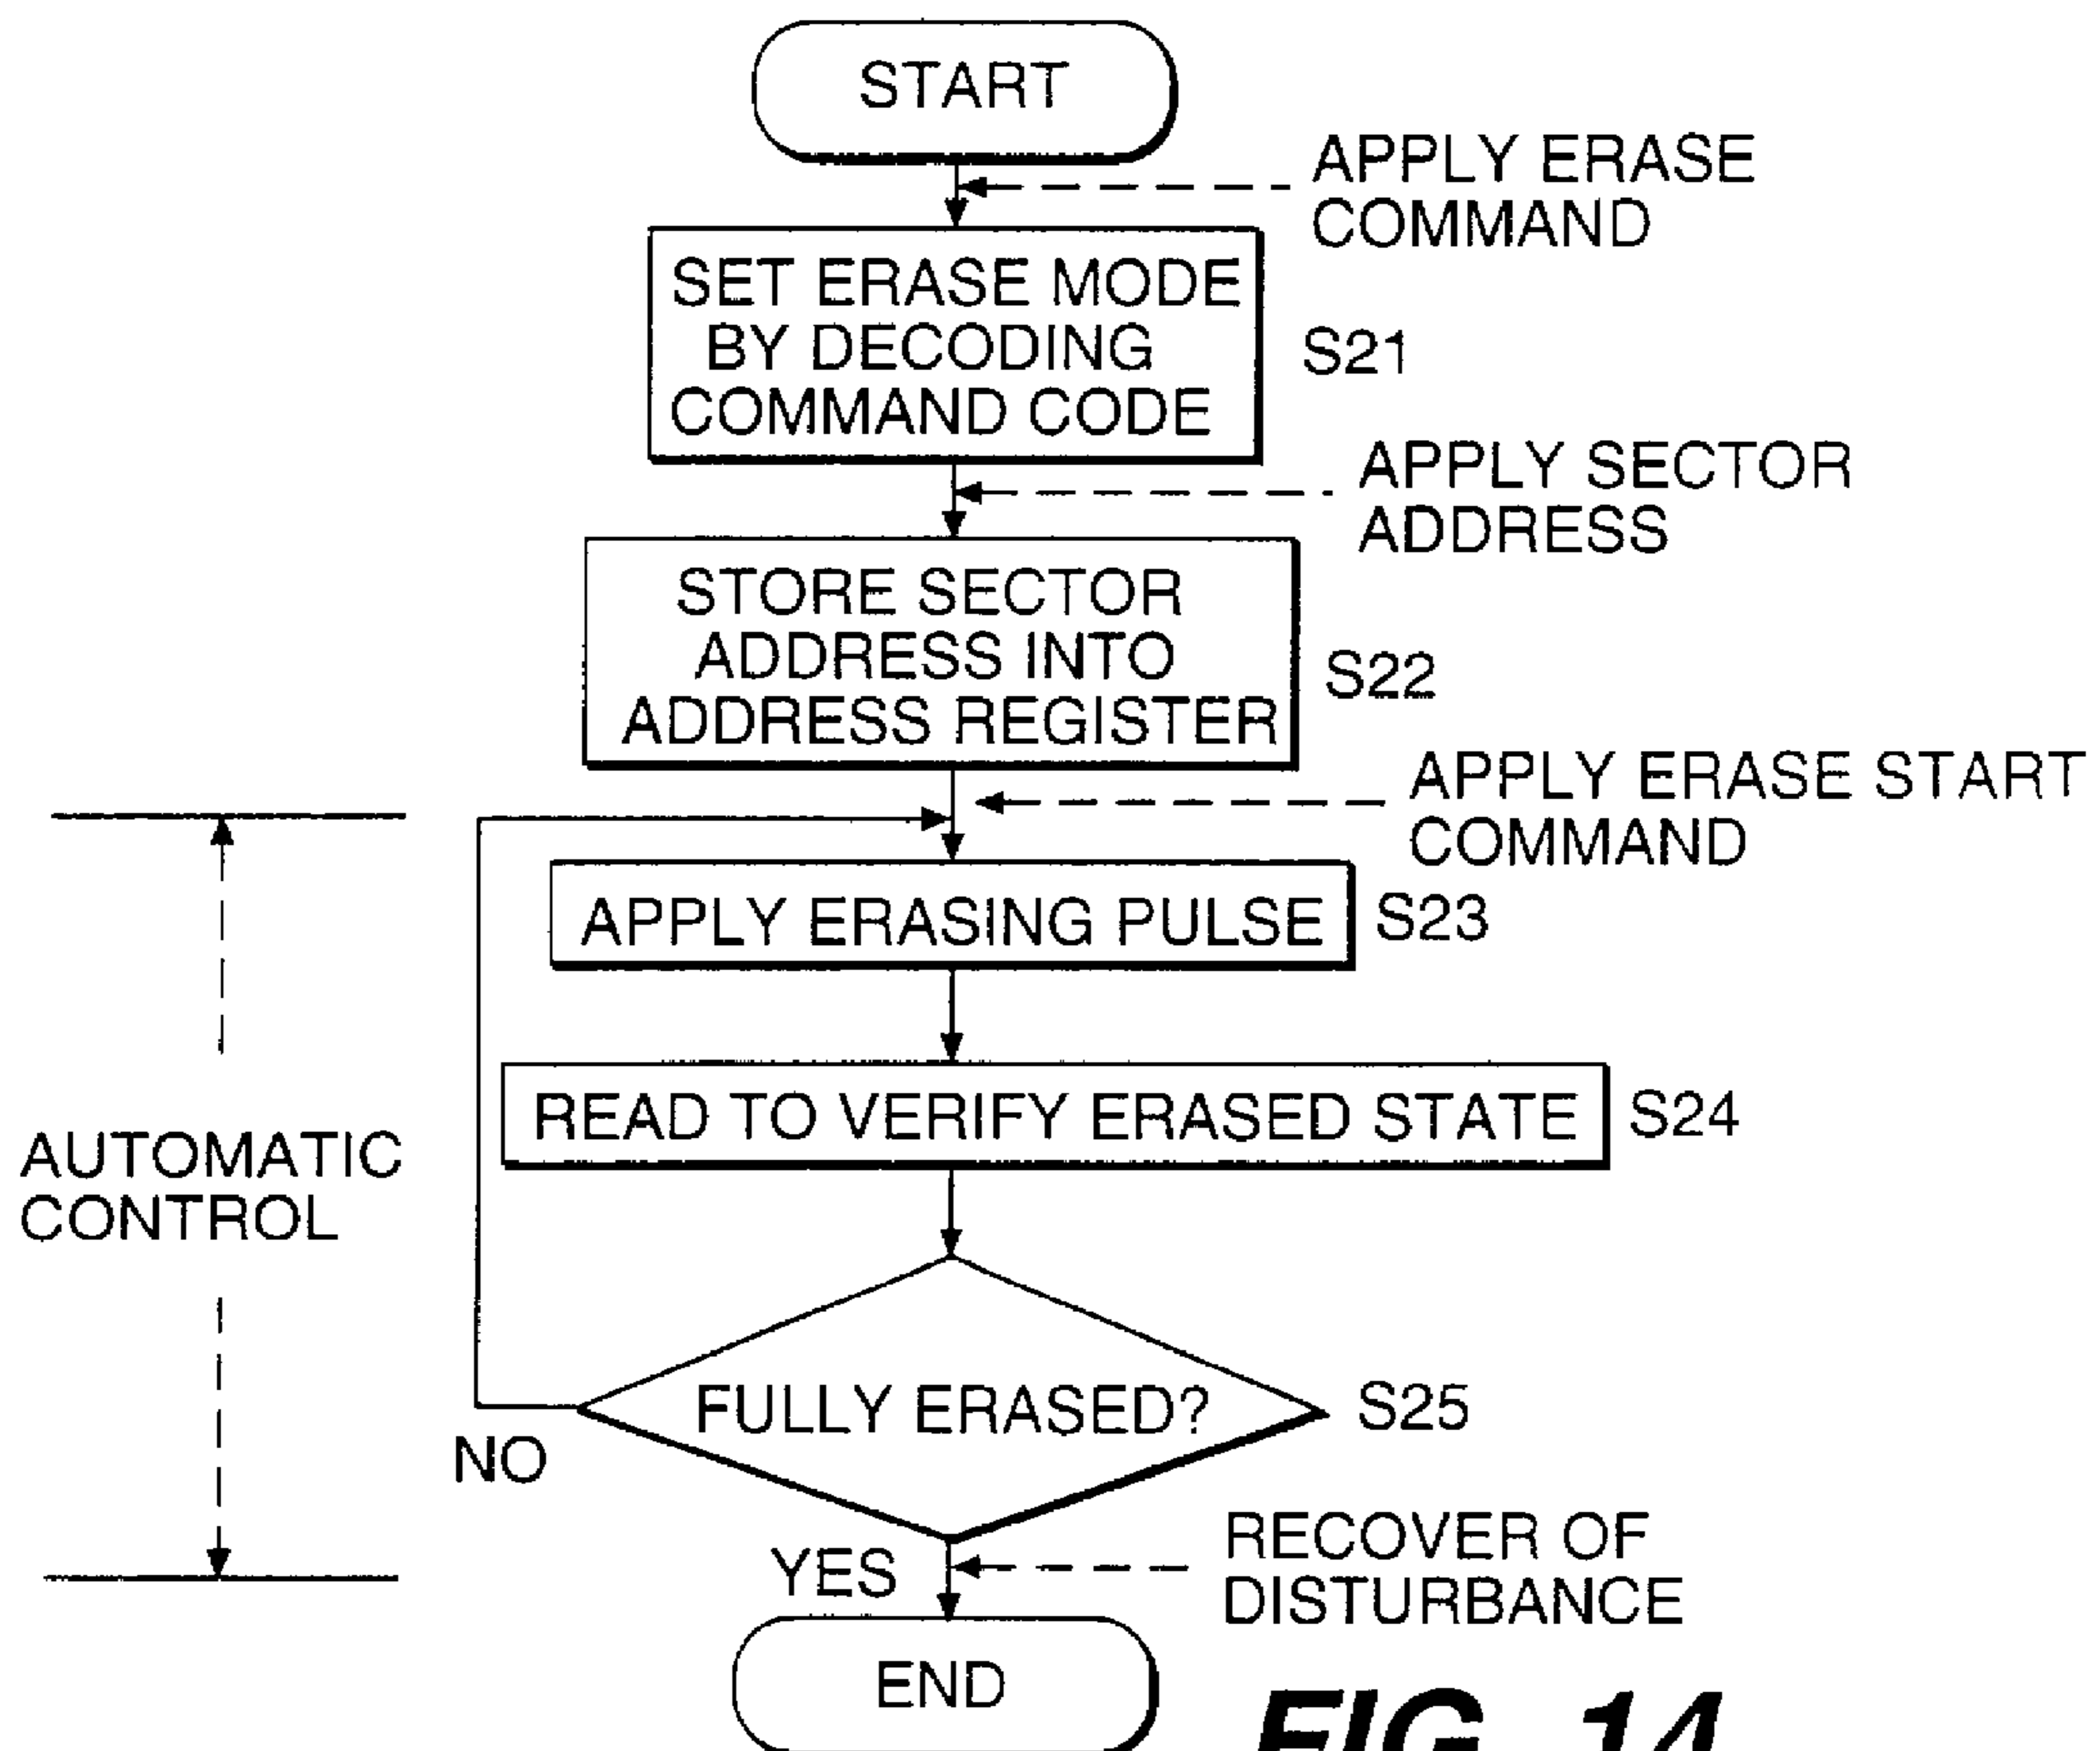 START
APPLY ERASE
COMMAND
SET ERASE MODE
BY DECODING
COMMAND CODE
S21
APPLY SECTOR
ADDRESS
STORE SECTOR
ADDRESS INTO
ADDRESS REGISTER
S22
APPLY ERASE START
COMMAND
APPLY ERASING PULSE
S23
READ TO VERIFY ERASED STATE
S24
AUTOMATIC
CONTROL
FULLY ERASED?
S25
NO
YES
RECOVER OF
DISTURBANCE
END
FIG. 14